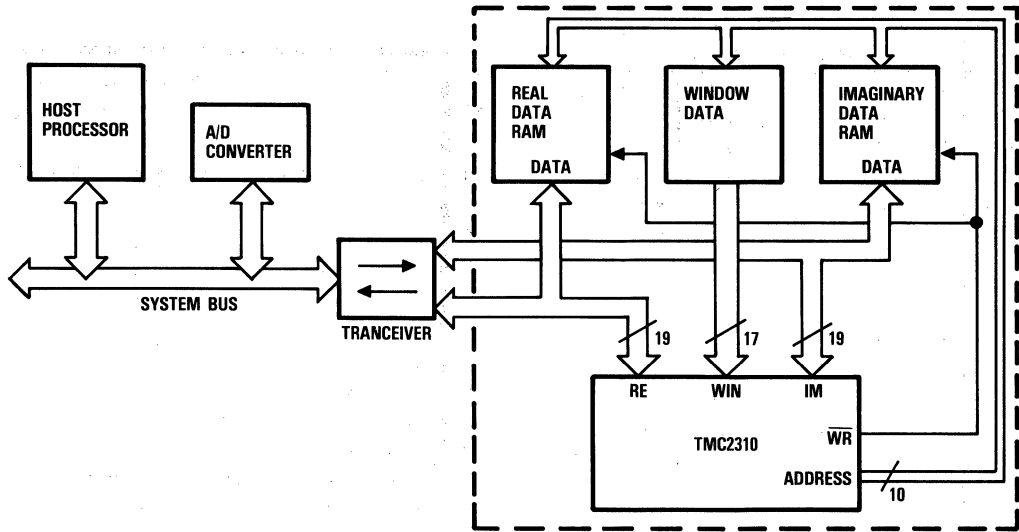 HOST
PROCESSOR
A/D
CONVERTER
SYSTEM BUS
TRANCEIVER
REAL
DATA
RAM
DATA
WINDOW
DATA
IMAGINARY
DATA
RAM
DATA
19
17
19
RE
WIN
IM
TMC2310
WR
ADDRESS
10